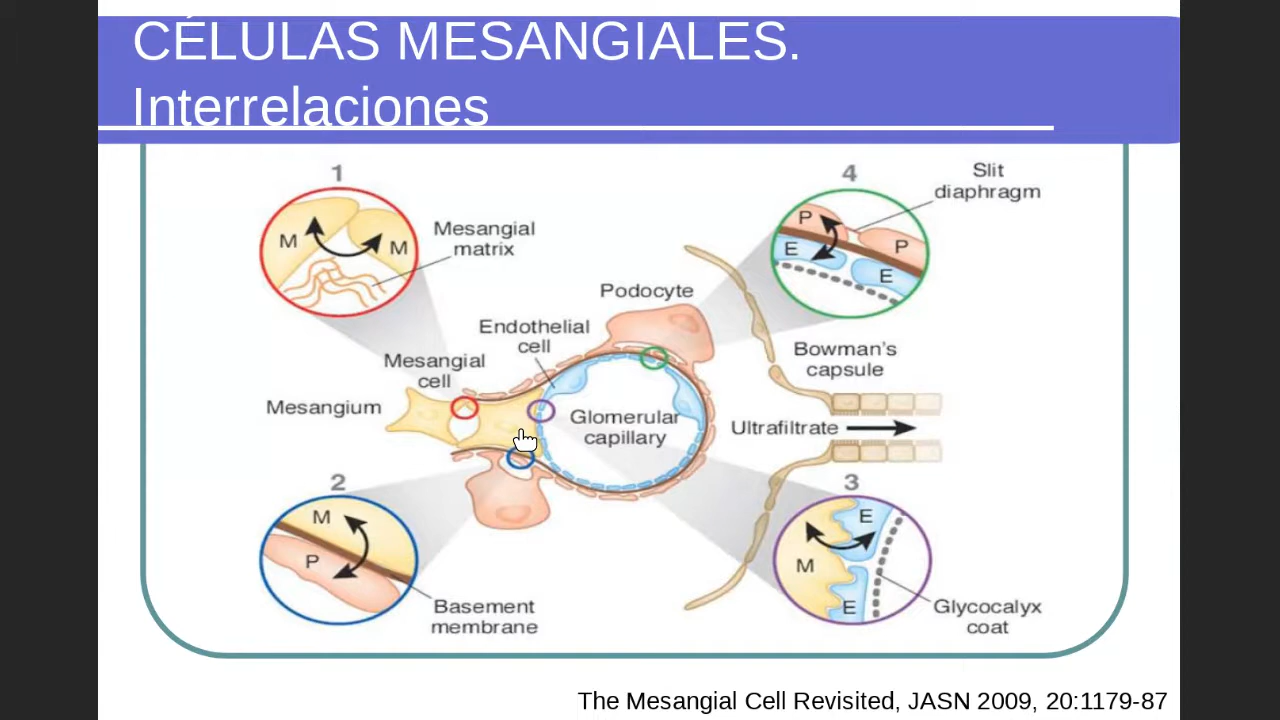 CÉLULAS MESANGIALES.
Interrelaciones
1
M
M
Mesangial
matrix
4
Slit
diaphragm
P
P
E
E
Podocyte
Endothelial
cell
Mesangial
cell
Mesangium
Glomerular
capillary
Bowman's
capsule
Ultrafiltrate
2
M
P
Basement
membrane
3
E
M
E
Glycocalyx
coat
The Mesangial Cell Revisited, JASN 2009, 20:1179-87